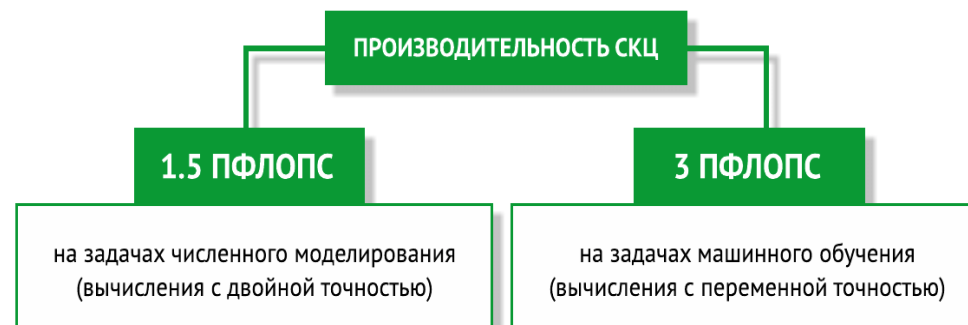 ПРОИЗВОДИТЕЛЬНОСТЬ СКЦ
1.5 ПФЛОПС
на задачах численного моделирования
(вычисления с двойной точностью)
3 ПФЛОПС
на задачах машинного обучения
(вычисления с переменной точностью)